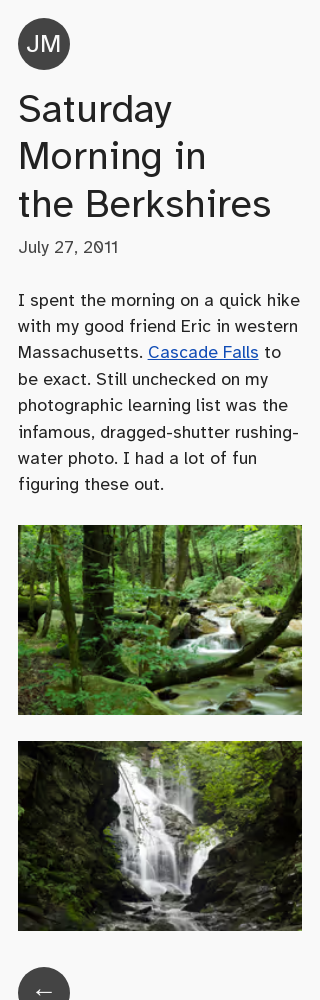 JM
Saturday
Morning in
the Berkshires
July 27, 2011
I spent the morning on a quick hike
with my good friend Eric in western
Massachusetts. Cascade Falls to
be exact. Still unchecked on my
photographic learning list was the
infamous, dragged-shutter rushing-
water photo. I had a lot of fun
figuring these out.
←